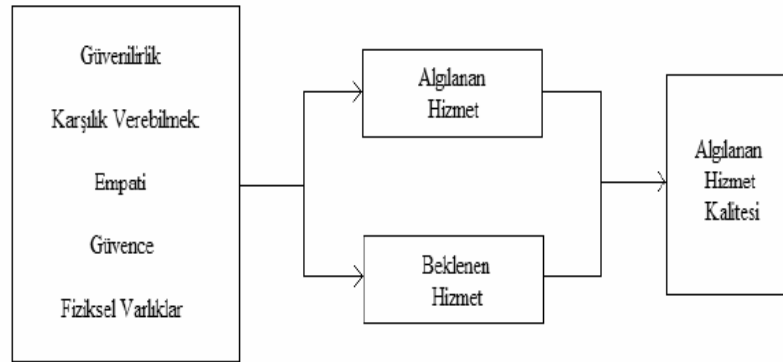 Güvenilirlik
Karşılık Verebilmek
Empati
Güvence
Fiziksel Varlıklar
Algılanan
Hizmet
Beklenen
Hizmet
Algılanan
Hizmet
Kalitesi